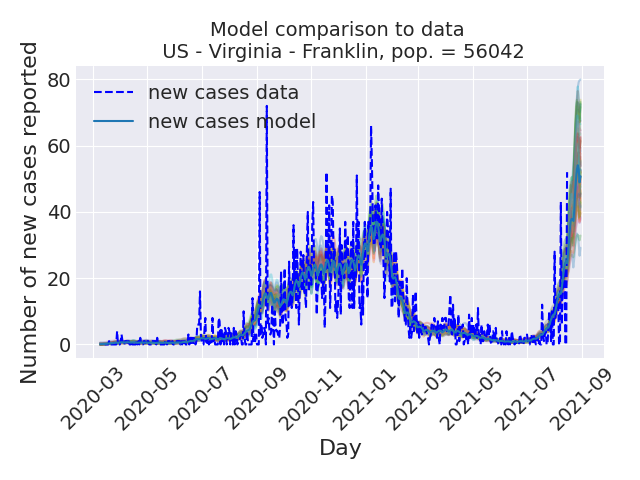 Model comparison to data
US - Virginia - Franklin, pop. = 56042
Number of new cases reported
80
60
40
20
0
new cases data
new cases model
2020-03
2020-05
2020-07
2020-09
2020-11
2021-01
2021-03
2021-05
2021-07
2021-09
Day